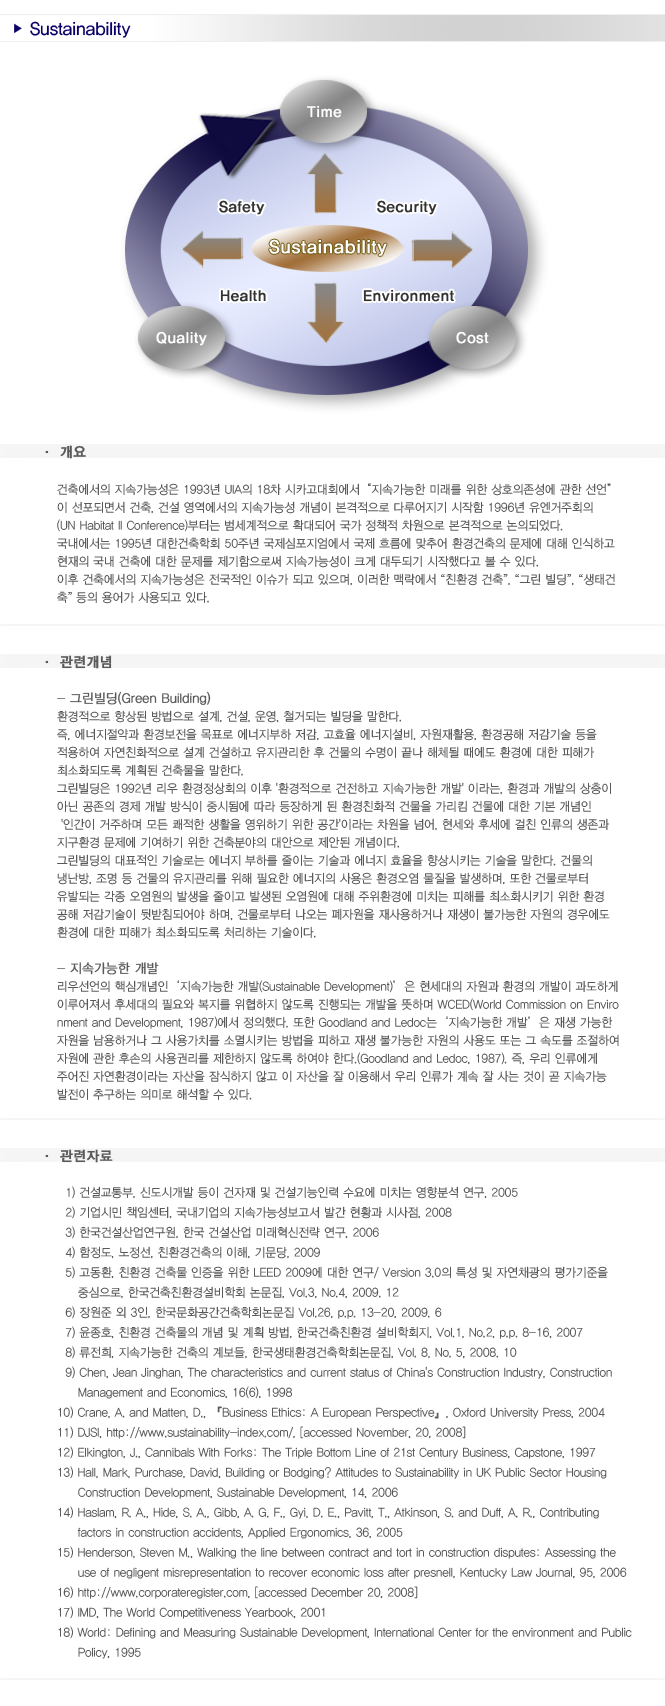 Sustainability
Time
Safety
Security
Sustainability
Health
Environment
Quality
Cost
· 개요
건축에서의 지속가능성은 1993년 UIA의 18차 시카고대회에서 “지속가능한 미래를 위한 상호의존성에 관한 선언”
이 선포되면서 건축, 건설 영역에서의 지속가능성 개념이 본격적으로 다루어지기 시작함 1996년 유엔거주회의
(UN Habitat II Conference)부터는 범세계적으로 확대되어 국가 정책적 차원으로 본격적으로 논의되었다.
국내에서는 1995년 대한건축학회 50주년 국제심포지엄에서 국제 흐름에 맞추어 환경건축의 문제에 대해 인식하고
현재의 국내 건축에 대한 문제를 제기함으로써 지속가능성이 크게 대두되기 시작했다고 볼 수 있다.
이후 건축에서의 지속가능성은 전국적인 이슈가 되고 있으며, 이러한 맥락에서 “친환경 건축”, “그린 빌딩”, “생태건
축” 등의 용어가 사용되고 있다.
· 관련개념
- 그린빌딩(Green Building)
환경적으로 향상된 방법으로 설계, 건설, 운영, 철거되는 빌딩을 말한다.
즉, 에너지절약과 환경보전을 목표로 에너지부하 저감, 고효율 에너지설비, 자원재활용, 환경공해 저감기술 등을
적용하여 자연친화적으로 설계 건설하고 유지관리한 후 건물의 수명이 끝나 해체될 때에도 환경에 대한 피해가
최소화되도록 계획된 건축물을 말한다.
그린빌딩은 1992년 리우 환경정상회의 이후 '환경적으로 건전하고 지속가능한 개발' 이라는, 환경과 개발의 상충이
아닌 공존의 경제 개발 방식이 중시됨에 따라 등장하게 된 환경친화적 건물을 가리킴 건물에 대한 기본 개념인
'인간이 거주하며 모든 쾌적한 생활을 영위하기 위한 공간'이라는 차원을 넘어, 현세와 후세에 걸친 인류의 생존과
지구환경 문제에 기여하기 위한 건축분야의 대안으로 제안된 개념이다.
그린빌딩의 대표적인 기술로는 에너지 부하를 줄이는 기술과 에너지 효율을 향상시키는 기술을 말한다. 건물의
냉난방, 조명 등 건물의 유지관리를 위해 필요한 에너지의 사용은 환경오염 물질을 발생하며, 또한 건물로부터
유발되는 각종 오염원의 발생을 줄이고 발생된 오염원에 대해 주위환경에 미치는 피해를 최소화시키기 위한 환경
공해 저감기술이 뒷받침되어야 하며, 건물로부터 나오는 폐자원을 재사용하거나 재생이 불가능한 자원의 경우에도
환경에 대한 피해가 최소화되도록 처리하는 기술이다.
- 지속가능한 개발
리우선언의 핵심개념인 ‘지속가능한 개발(Sustainable Development)’은 현세대의 자원과 환경의 개발이 과도하게
이루어져서 후세대의 필요와 복지를 위협하지 않도록 진행되는 개발을 뜻하며 WCED(World Commission on Enviro
nment and Development, 1987)에서 정의했다. 또한 Goodland and Ledoc는 ‘지속가능한 개발’은 재생 가능한
자원을 남용하거나 그 사용가치를 소멸시키는 방법을 피하고 재생 불가능한 자원의 사용도 또는 그 속도를 조절하여
자원에 관한 후손의 사용권리를 제한하지 않도록 하여야 한다.(Goodland and Ledoc, 1987). 즉, 우리 인류에게
주어진 자연환경이라는 자산을 잠식하지 않고 이 자산을 잘 이용해서 우리 인류가 계속 잘 사는 것이 곧 지속가능
발전이 추구하는 의미로 해석할 수 있다.
· 관련자료
1) 건설교통부, 신도시개발 등이 건자재 및 건설기능인력 수요에 미치는 영향분석 연구, 2005
2) 기업시민 책임센터, 국내기업의 지속가능성보고서 발간 현황과 시사점, 2008
3) 한국건설산업연구원, 한국 건설산업 미래혁신전략 연구, 2006
4) 함정도, 노정선, 친환경건축의 이해, 기문당, 2009
5) 고동환, 친환경 건축물 인증을 위한 LEED 2009에 대한 연구/ Version 3.0의 특성 및 자연채광의 평가기준을
중심으로, 한국건축친환경설비학회 논문집, Vol.3, No.4, 2009. 12
6) 장원준 외 3인, 한국문화공간건축학회논문집 Vol.26, p.p. 13-20, 2009. 6
7) 윤종호, 친환경 건축물의 개념 및 계획 방법, 한국건축친환경 설비학회지, Vol.1, No.2, p.p. 8-16, 2007
8) 류전희, 지속가능한 건축의 계보들, 한국생태환경건축학회논문집, Vol. 8, No. 5, 2008. 10
9) Chen, Jean Jinghan, The characteristics and current status of China's Construction Industry, Construction
Management and Economics, 16(6), 1998
10) Crane, A. and Matten, D., 『Business Ethics: A European Perspective』, Oxford University Press, 2004
11) DJSI, http://www.sustainability-index.com/, [accessed November, 20, 2008]
12) Elkington, J., Cannibals With Forks: The Triple Bottom Line of 21st Century Business, Capstone, 1997
13) Hall, Mark, Purchase, David, Building or Bodging? Attitudes to Sustainability in UK Public Sector Housing
Construction Development, Sustainable Development, 14, 2006
14) Haslam, R. A., Hide, S. A., Gibb, A. G. F., Gyi, D. E., Pavitt, T., Atkinson, S. and Duff, A. R., Contributing
factors in construction accidents, Applied Ergonomics, 36, 2005
15) Henderson, Steven M., Walking the line between contract and tort in construction disputes: Assessing the
use of negligent misrepresentation to recover economic loss after presnell, Kentucky Law Journal, 95, 2006
16) http://www.corporateregister.com, [accessed December 20, 2008]
17) IMD, The World Competitiveness Yearbook, 2001
18) World: Defining and Measuring Sustainable Development, International Center for the environment and Public
Policy, 1995